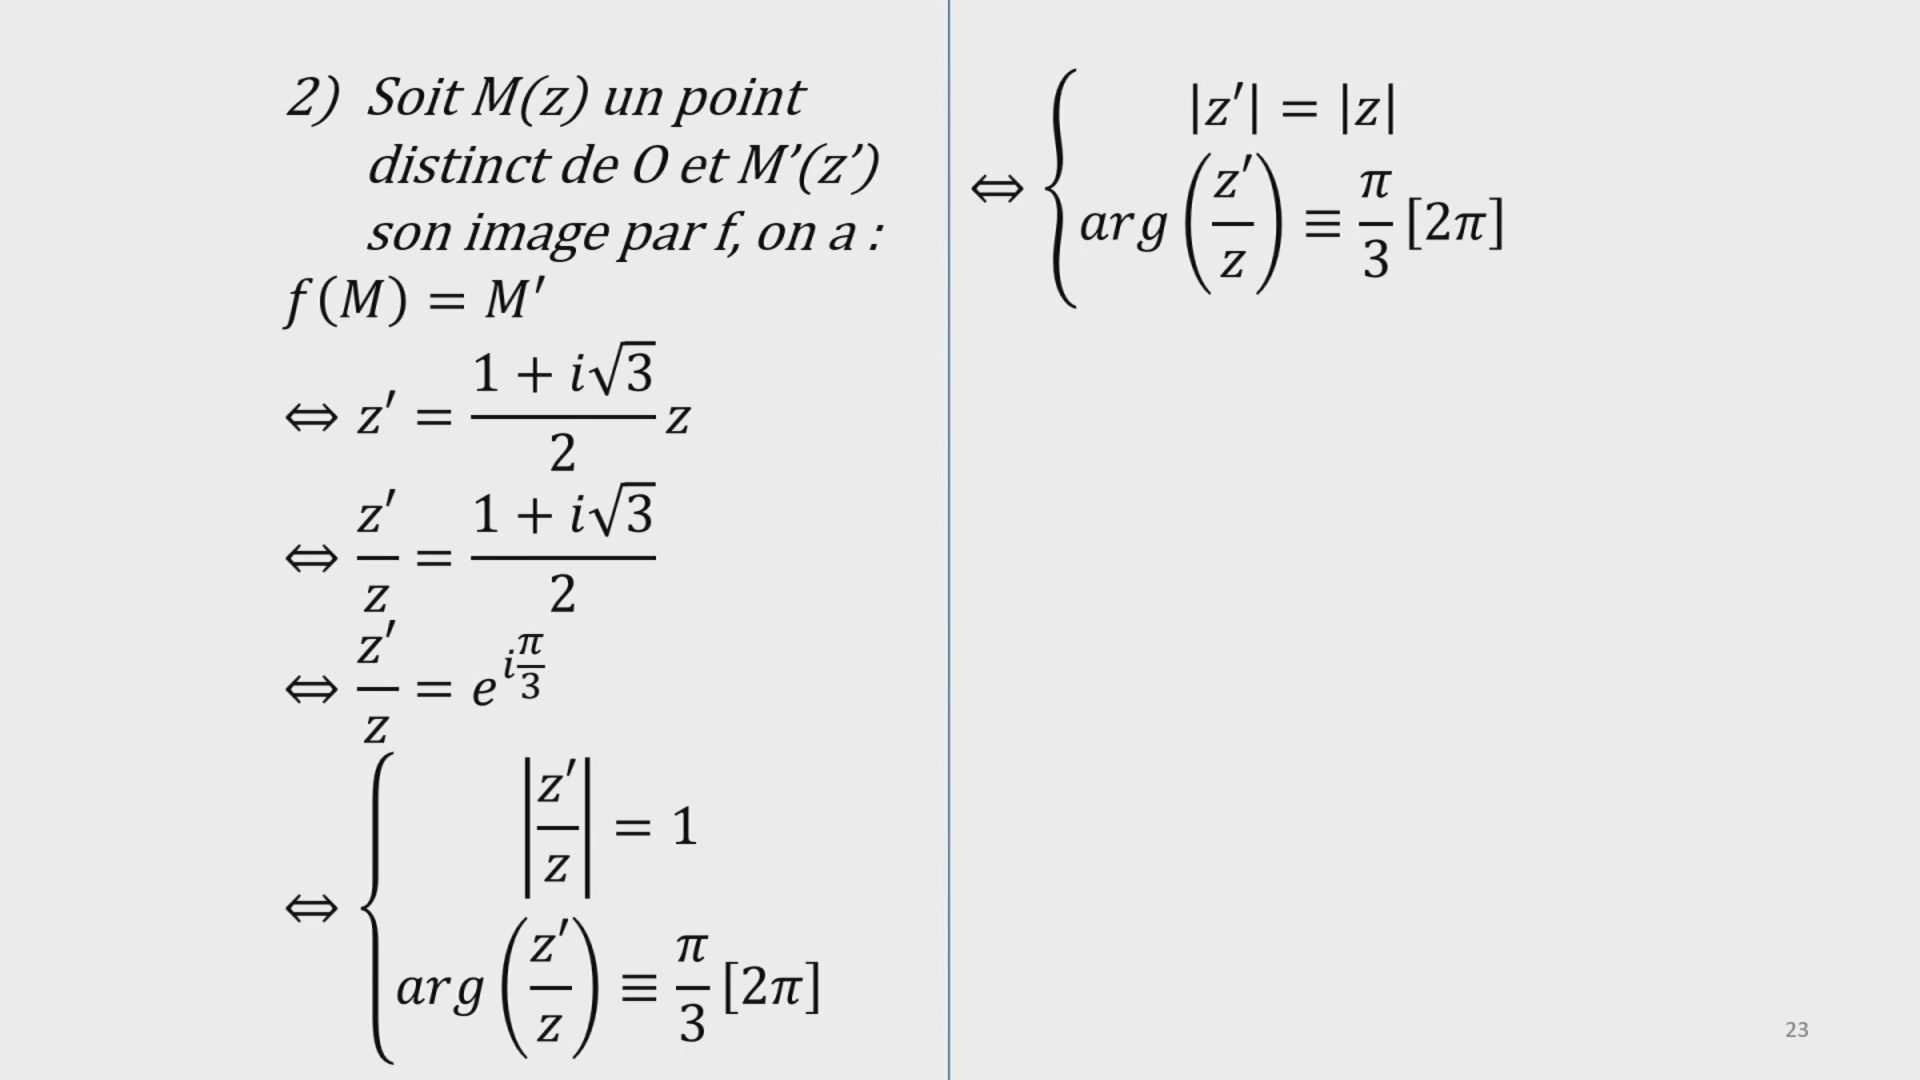 2) Soit M(z) un point
distinct de O et M’(z’)
son image par f, on a :
f(M) = M′
⇔ z′ = (1 + i√3)/2 z
⇔ z′/z = (1 + i√3)/2
⇔ z′/z = e^(iπ/3)
⇔ { |z′/z| = 1
arg(z′/z) ≡ π/3 [2π]
⇔ { |z′| = |z|
arg(z′/z) ≡ π/3 [2π]
23